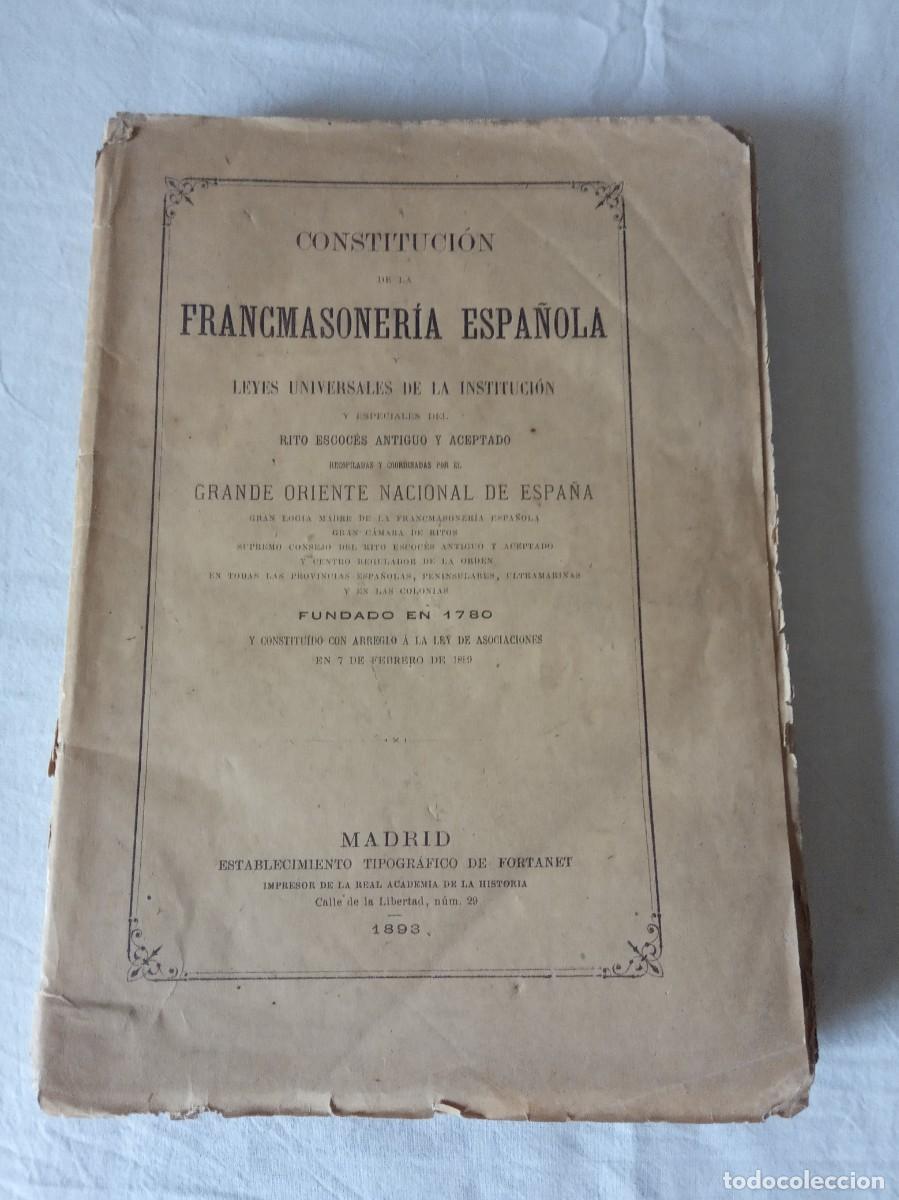 CONSTITUCIÓN
DE LA
FRANCMASONERÍA ESPAÑOLA
Y
LEYES UNIVERSALES DE LA INSTITUCIÓN
Y ESPECIALES DEL
RITO ESCOCÉS ANTIGUO Y ACEPTADO
RECOPILADAS Y COORDINADAS POR EL
GRANDE ORIENTE NACIONAL DE ESPAÑA
GRAN LOGIA MADRE DE LA FRANCMASONERÍA ESPAÑOLA
GRAN CÁMARA DE RITOS
SUPREMO CONSEJO DEL RITO ESCOCÉS ANTIGUO Y ACEPTADO
Y CENTRO REGULADOR DE LA ORDEN
EN TODAS LAS PROVINCIAS ESPAÑOLAS, PENINSULARES, ULTRAMARINAS
Y EN LAS COLONIAS
FUNDADO EN 1780
Y CONSTITUÍDO CON ARREGLO Á LA LEY DE ASOCIACIONES
EN 7 DE FEBRERO DE 1889
MADRID
ESTABLECIMIENTO TIPOGRÁFICO DE FORTANET
IMPRESOR DE LA REAL ACADEMIA DE LA HISTORIA
Calle de la Libertad, núm. 29
1893
todocoleccion